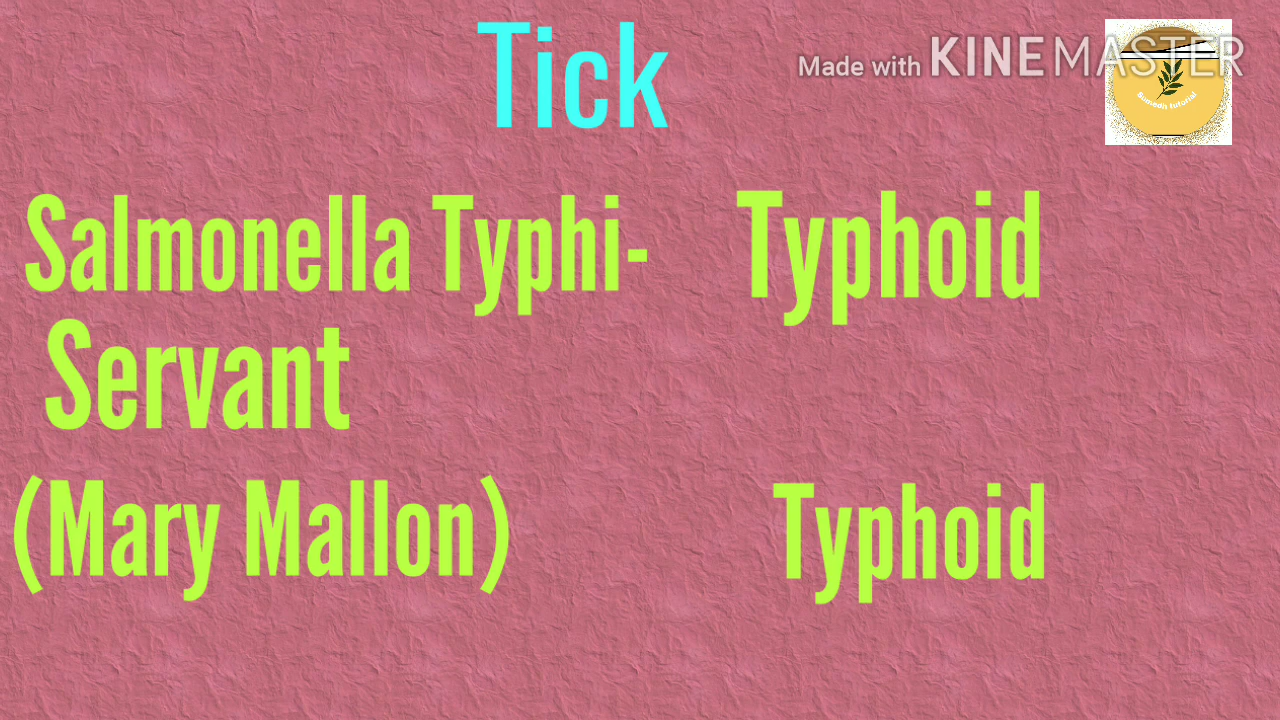 Tick
Made with KINEMASTER
Salmonella Typhi- Typhoid
Servant
(Mary Mallon) Typhoid